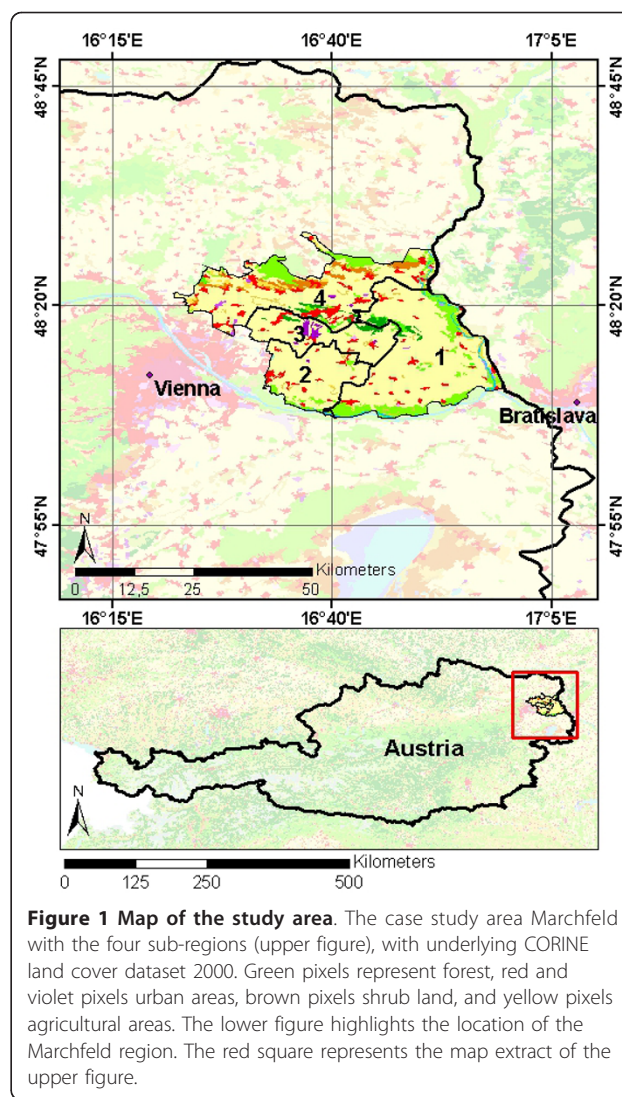 16°15'E 16°40'E 17°5'E
48°45'N 48°45'N
48°20'N 48°20'N
4
3
1
2
Vienna
Bratislava
47°55'N 47°55'N
N
Kilometers
0 12,5 25 50
16°15'E 16°40'E 17°5'E
Austria
N
Kilometers
0 125 250 500
Figure 1 Map of the study area. The case study area Marchfeld
with the four sub-regions (upper figure), with underlying CORINE
land cover dataset 2000. Green pixels represent forest, red and
violet pixels urban areas, brown pixels shrub land, and yellow pixels
agricultural areas. The lower figure highlights the location of the
Marchfeld region. The red square represents the map extract of the
upper figure.